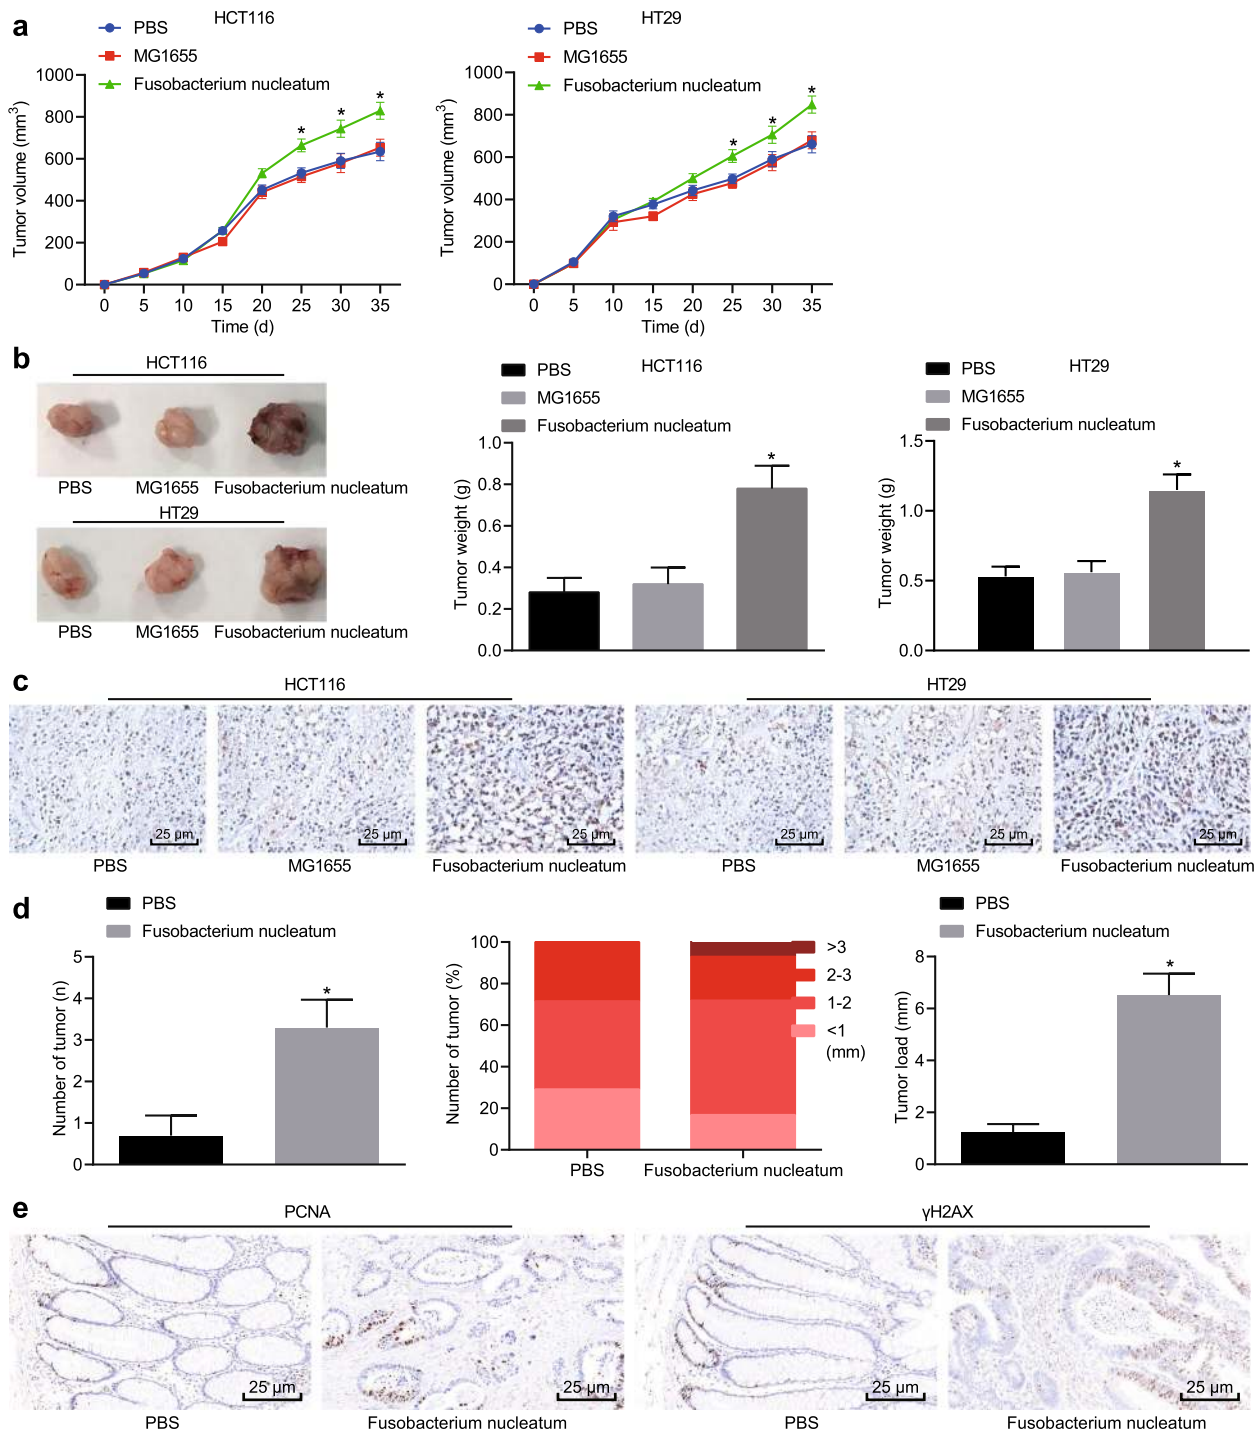 a
HCT116
PBS
MG1655
Fusobacterium nucleatum
Tumor volume (mm3)
1000
800
600
400
200
0
* * *
0 5 10 15 20 25 30 35
Time (d)
HT29
PBS
MG1655
Fusobacterium nucleatum
Tumor volume (mm3)
1000
800
600
400
200
0
* * *
0 5 10 15 20 25 30 35
Time (d)
b
HCT116
PBS MG1655 Fusobacterium nucleatum
HT29
PBS MG1655 Fusobacterium nucleatum
HCT116
PBS
MG1655
Fusobacterium nucleatum
Tumor weight (g)
1.0
0.8
0.6
0.4
0.2
0.0
*
HT29
PBS
MG1655
Fusobacterium nucleatum
Tumor weight (g)
1.5
1.0
0.5
0.0
*
c
HCT116 HT29
25 μm 25 μm 25 μm 25 μm 25 μm 25 μm
PBS MG1655 Fusobacterium nucleatum PBS MG1655 Fusobacterium nucleatum
d
PBS
Fusobacterium nucleatum
Number of tumor (n)
5
4
3
2
1
0
*
Number of tumor (%)
100
80
60
40
20
0
>3
2-3
1-2
<1
(mm)
PBS Fusobacterium nucleatum
PBS
Fusobacterium nucleatum
Tumor load (mm)
8
6
4
2
0
*
e
PCNA γH2AX
25 μm 25 μm 25 μm 25 μm
PBS Fusobacterium nucleatum PBS Fusobacterium nucleatum